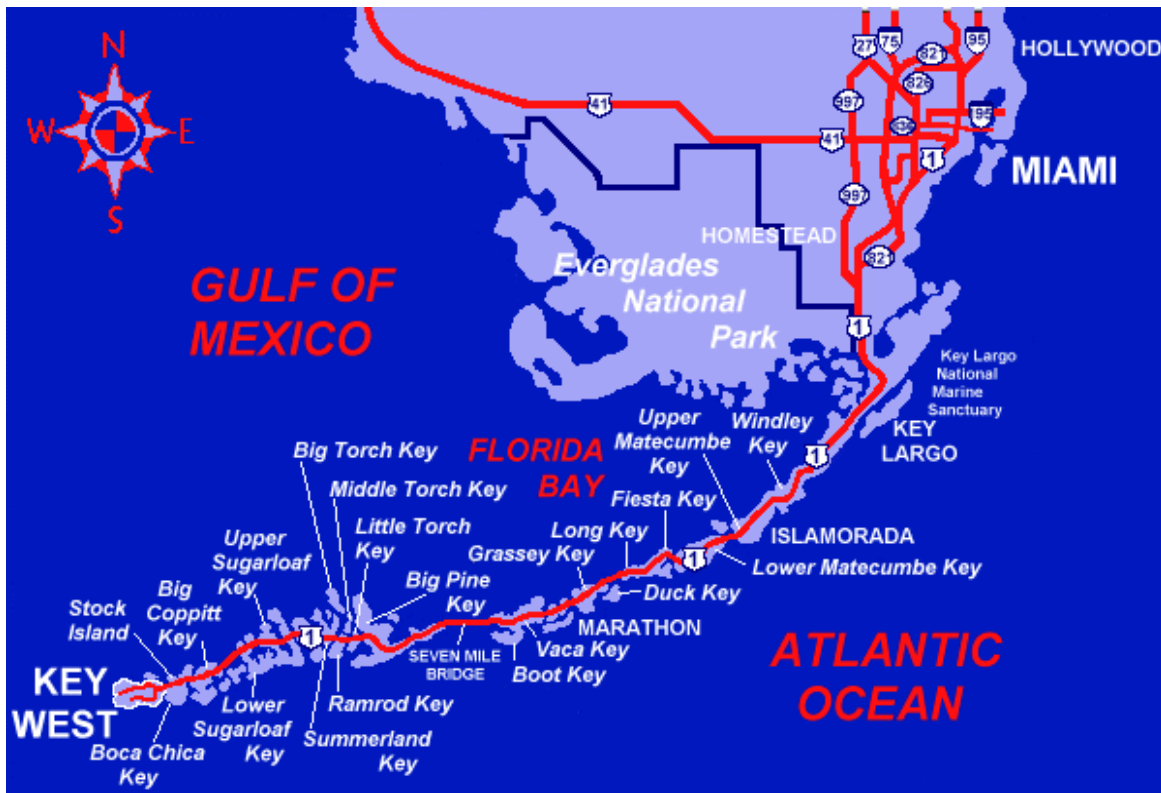 N
W
E
S
27
75
95
821
826
HOLLYWOOD
997
41
95
41
1
MIAMI
997
HOMESTEAD
821
Everglades
National
Park
GULF OF
MEXICO
1
Key Largo
National
Marine
Sanctuary
KEY
LARGO
Upper
Matecumbe
Key
Windley
Key
1
FLORIDA
BAY
Big Torch Key
Middle Torch Key
Little Torch
Key
Fiesta Key
Long Key
Grassey Key
ISLAMORADA
Lower Matecumbe Key
1
Duck Key
Upper
Sugarloaf
Key
Big Pine
Key
MARATHON
Big
Coppitt
Key
Stock
Island
1
SEVEN MILE
BRIDGE
Vaca Key
Boot Key
ATLANTIC
OCEAN
KEY
WEST
Ramrod Key
Lower
Sugarloaf
Key
Summerland
Key
Boca Chica
Key